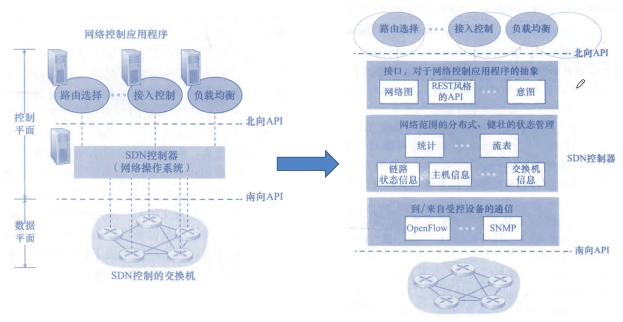 网络控制应用程序
路由选择 ··· 接入控制 负载均衡
北向API
控制
平面
SDN控制器
（网络操作系统）
南向API
数据
平面
SDN控制的交换机
路由选择 ··· 接入控制 负载均衡
北向API
接口，对于网络控制应用程序的抽象
网络图
REST风格
的API
···
意图
网络范围的分布式，健壮的状态管理
统计 ··· 流表
链路
状态信息
主机信息
···
交换机
信息
SDN控制器
到/来自受控设备的通信
OpenFlow ··· SNMP
南向API